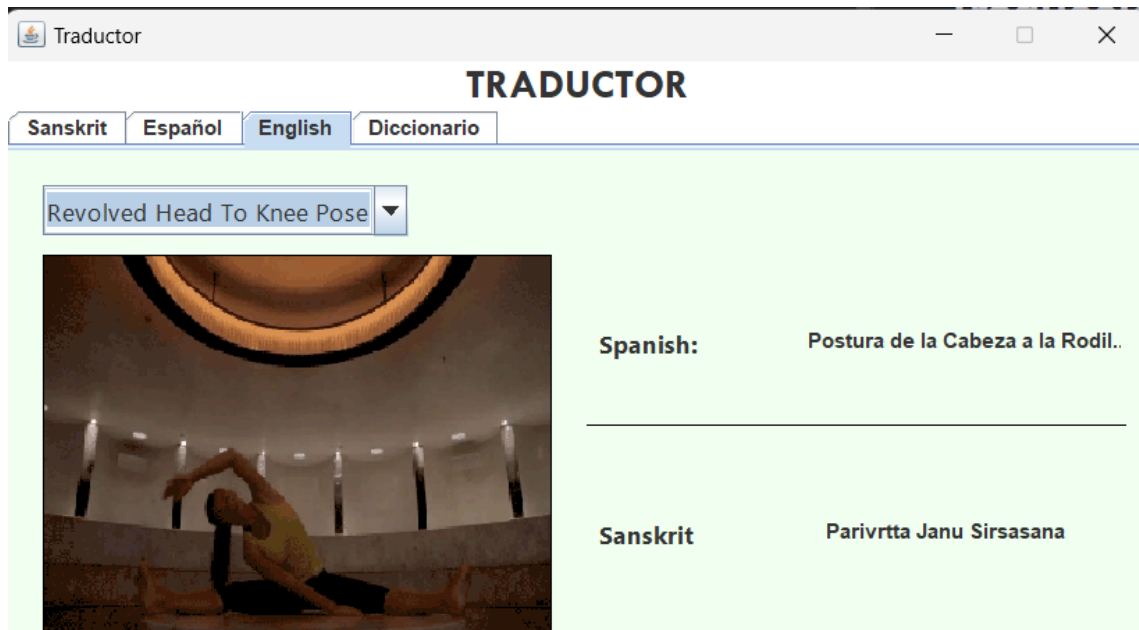 Traductor
TRADUCTOR
Sanskrit Español English Diccionario
Revolved Head To Knee Pose
Spanish: Postura de la Cabeza a la Rodil..
Sanskrit Parivrtta Janu Sirsasana